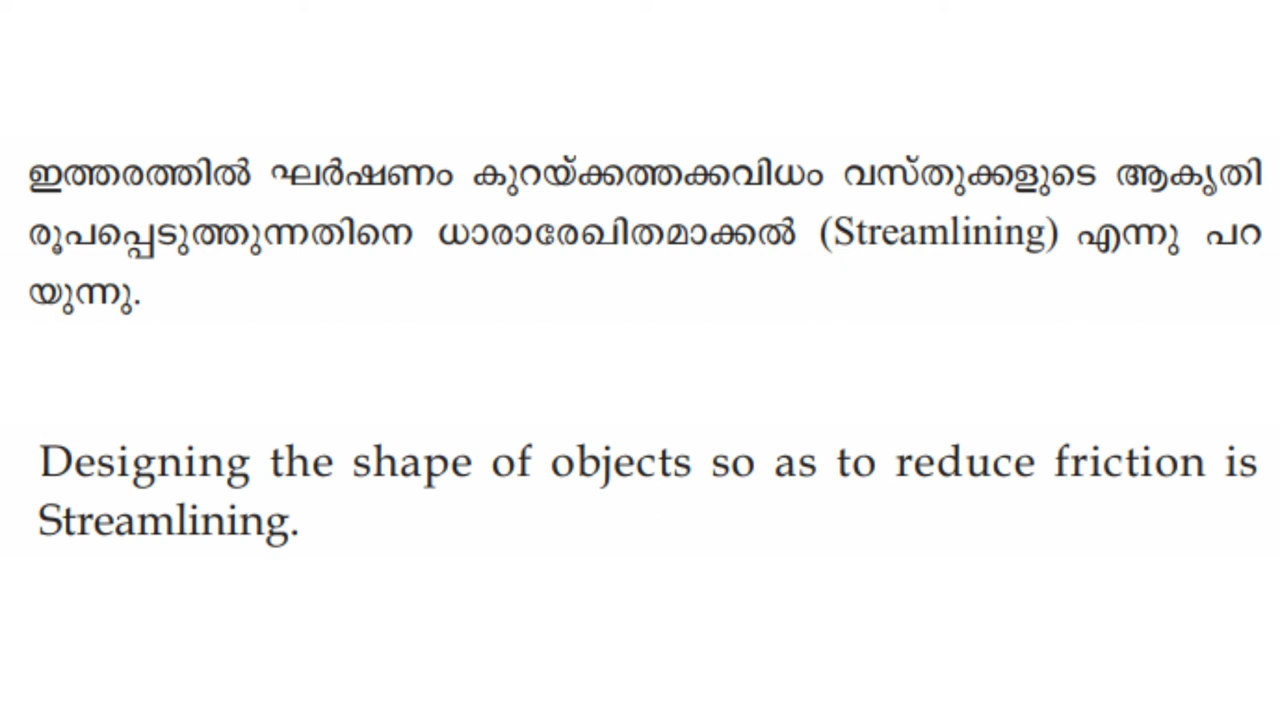 ഇത്തരത്തിൽ ഘർഷണം കുറയ്ക്കത്തക്കവിധം വസ്തുക്കളുടെ ആകൃതി
രൂപപ്പെടുത്തുന്നതിനെ ധാരാരേഖിതമാക്കൽ (Streamlining) എന്നു പറ
യുന്നു.
Designing the shape of objects so as to reduce friction is
Streamlining.